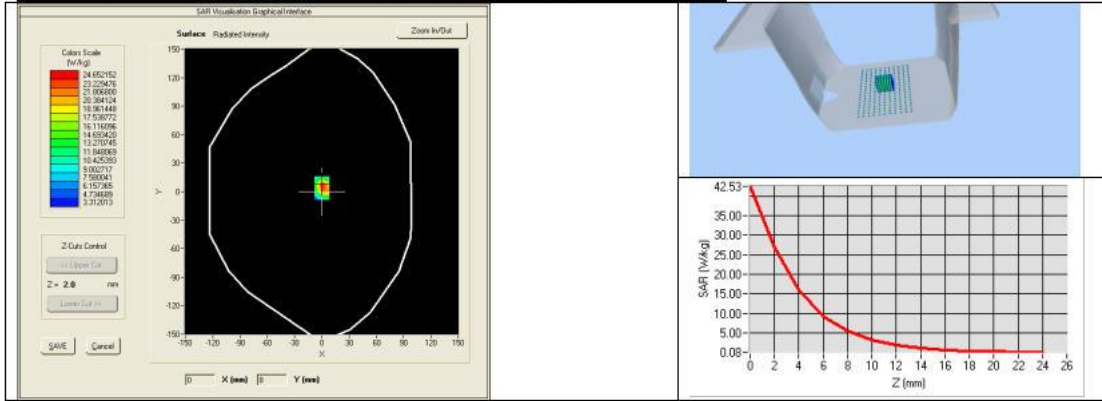 SAR Visualisation Graphical Interface
Surface Radiated Intensity
Zoom In/Out
Colors Scale
(W/kg)
24.652152
23.229476
21.806800
20.384124
18.961448
17.538772
16.116096
14.693420
13.270745
11.848069
10.425393
9.002717
7.580041
6.157365
4.734689
3.312013
Z-Cuts Control
<< Upper Cut
Z = 2.0 mm
Lower Cut >>
SAVE Cancel
150-
120-
90-
60-
30-
0-
-30-
-60-
-90-
-120-
-150-
Y
-150 -120 -90 -60 -30 0 30 60 90 120 150
X
0 X (mm) 0 Y (mm)
42.53
35.00
30.00
25.00
20.00
15.00
10.00
5.00
0.08
SAR (W/kg)
0 2 4 6 8 10 12 14 16 18 20 22 24 26
Z (mm)